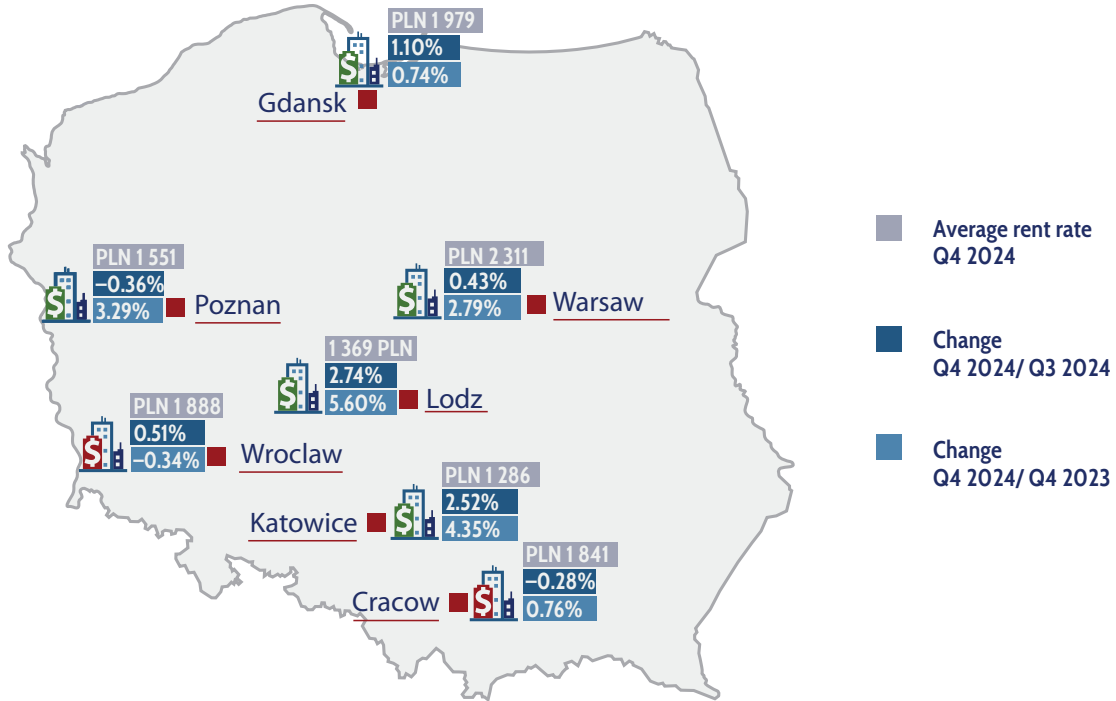 PLN 1 979
1.10%
$
0.74%
Gdansk
PLN 1 551
−0.36%
$
3.29%
Poznan
PLN 2 311
0.43%
$
2.79%
Warsaw
1 369 PLN
2.74%
$
5.60%
Lodz
PLN 1 888
0.51%
$
−0.34%
Wroclaw
PLN 1 286
2.52%
$
4.35%
Katowice
PLN 1 841
−0.28%
$
0.76%
Cracow
Average rent rate
Q4 2024
Change
Q4 2024/ Q3 2024
Change
Q4 2024/ Q4 2023